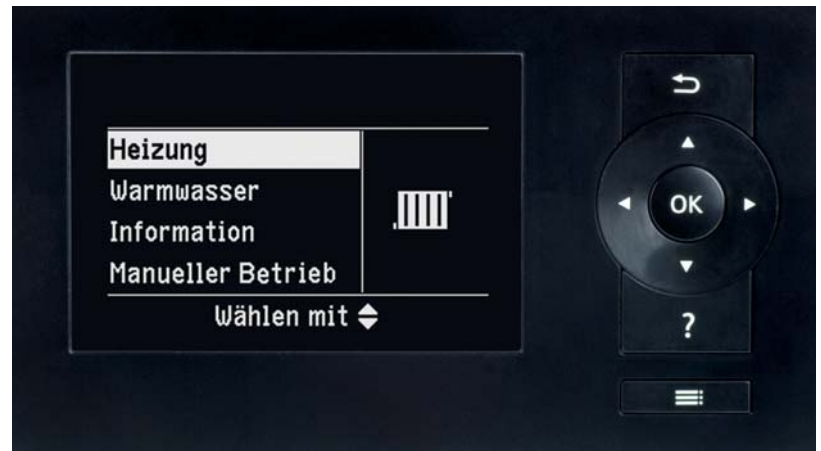 Heizung
Warmwasser
Information
Manueller Betrieb
Wählen mit
OK
?